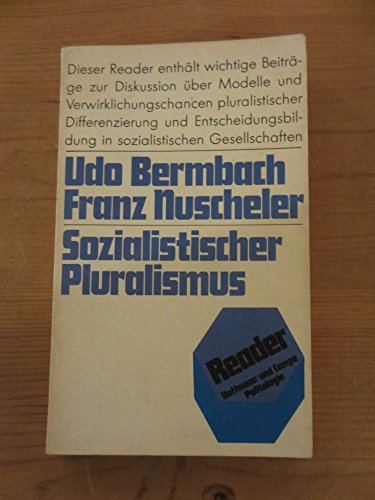 Dieser Reader enthält wichtige Beiträ-
ge zur Diskussion über Modelle und
Verwirklichungschancen pluralistischer
Differenzierung und Entscheidungsbil-
dung in sozialistischen Gesellschaften
Udo Bermbach
Franz Nuscheler
Sozialistischer
Pluralismus
Reader
Hoffmann und Campe
Politologie